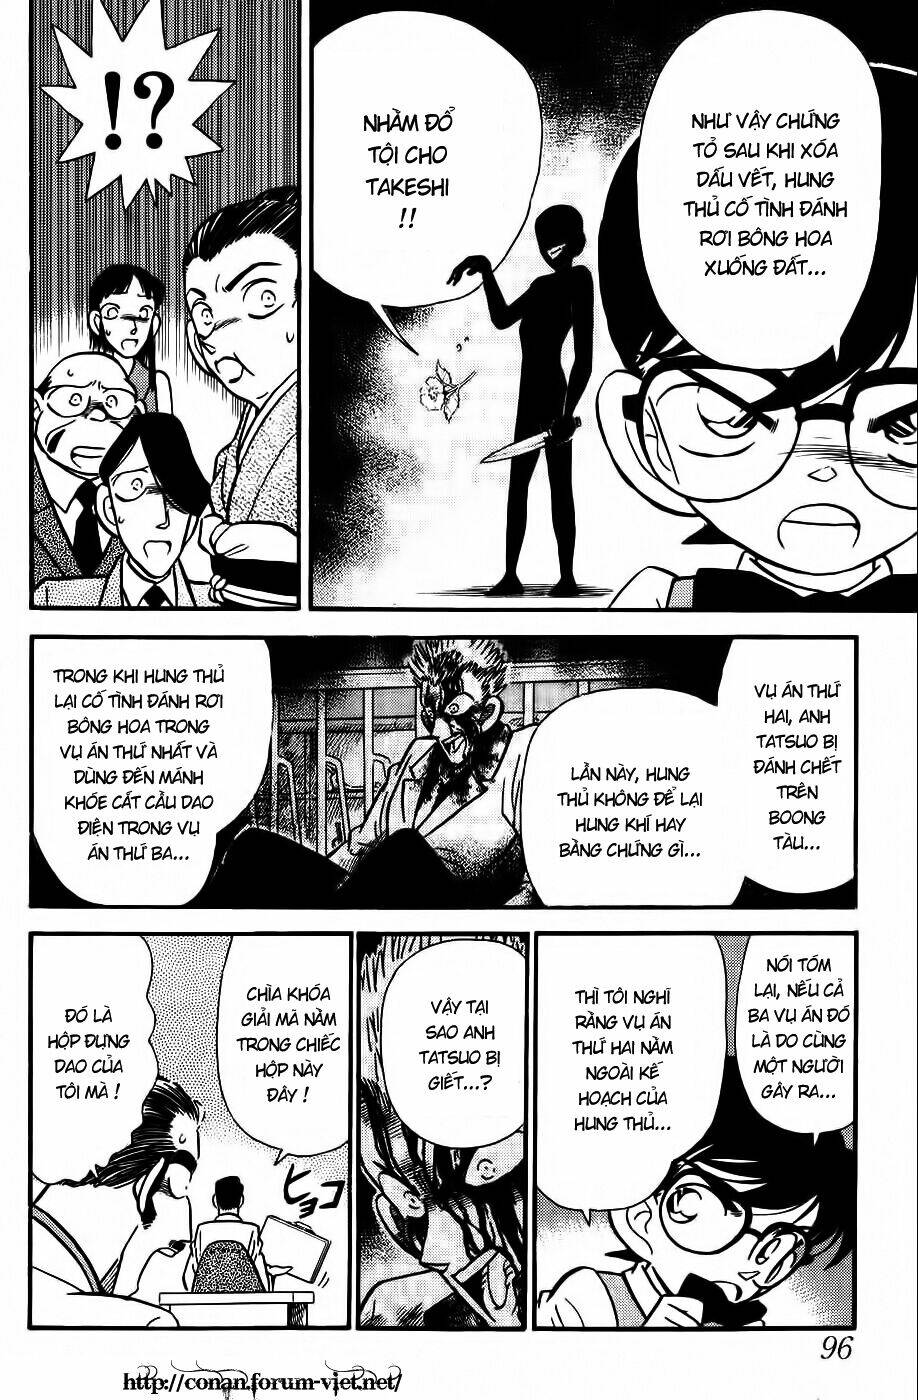 NHƯ VẬY CHỨNG
TỎ SAU KHI XÓA
DẤU VẾT, HUNG
THỦ CỐ TÌNH ĐÁNH
RƠI BÔNG HOA
XUỐNG ĐẤT...
NHẰM ĐỔ
TỘI CHO
TAKESHI
!!
!?
VỤ ÁN THỨ
HAI, ANH
TATSUO BỊ
ĐÁNH CHẾT
TRÊN
BOONG
TÀU...
LẦN NÀY, HUNG
THỦ KHÔNG ĐỂ LẠI
HUNG KHÍ HAY
BẰNG CHỨNG GÌ...
TRONG KHI HUNG THỦ
LẠI CỐ TÌNH ĐÁNH RƠI
BÔNG HOA TRONG
VỤ ÁN THỨ NHẤT VÀ
DÙNG ĐẾN MÁNH
KHÓE CẮT CẦU DAO
ĐIỆN TRONG VỤ
ÁN THỨ BA...
NÓI TÓM
LẠI, NẾU CẢ
BA VỤ ÁN ĐÓ
LÀ DO CÙNG
MỘT NGƯỜI
GÂY RA...
THÌ TÔI NGHĨ
RẰNG VỤ ÁN
THỨ HAI NẰM
NGOÀI KẾ
HOẠCH CỦA
HUNG THỦ...
VẬY TẠI
SAO ANH
TATSUO BỊ
GIẾT...?
CHÌA KHÓA
GIẢI MÃ NẰM
TRONG CHIẾC
HỘP NÀY
ĐÂY !
ĐÓ LÀ
HỘP ĐỰNG
DAO CỦA
TÔI MÀ !
ヒョコ
96
http://conan.forum-viet.net/